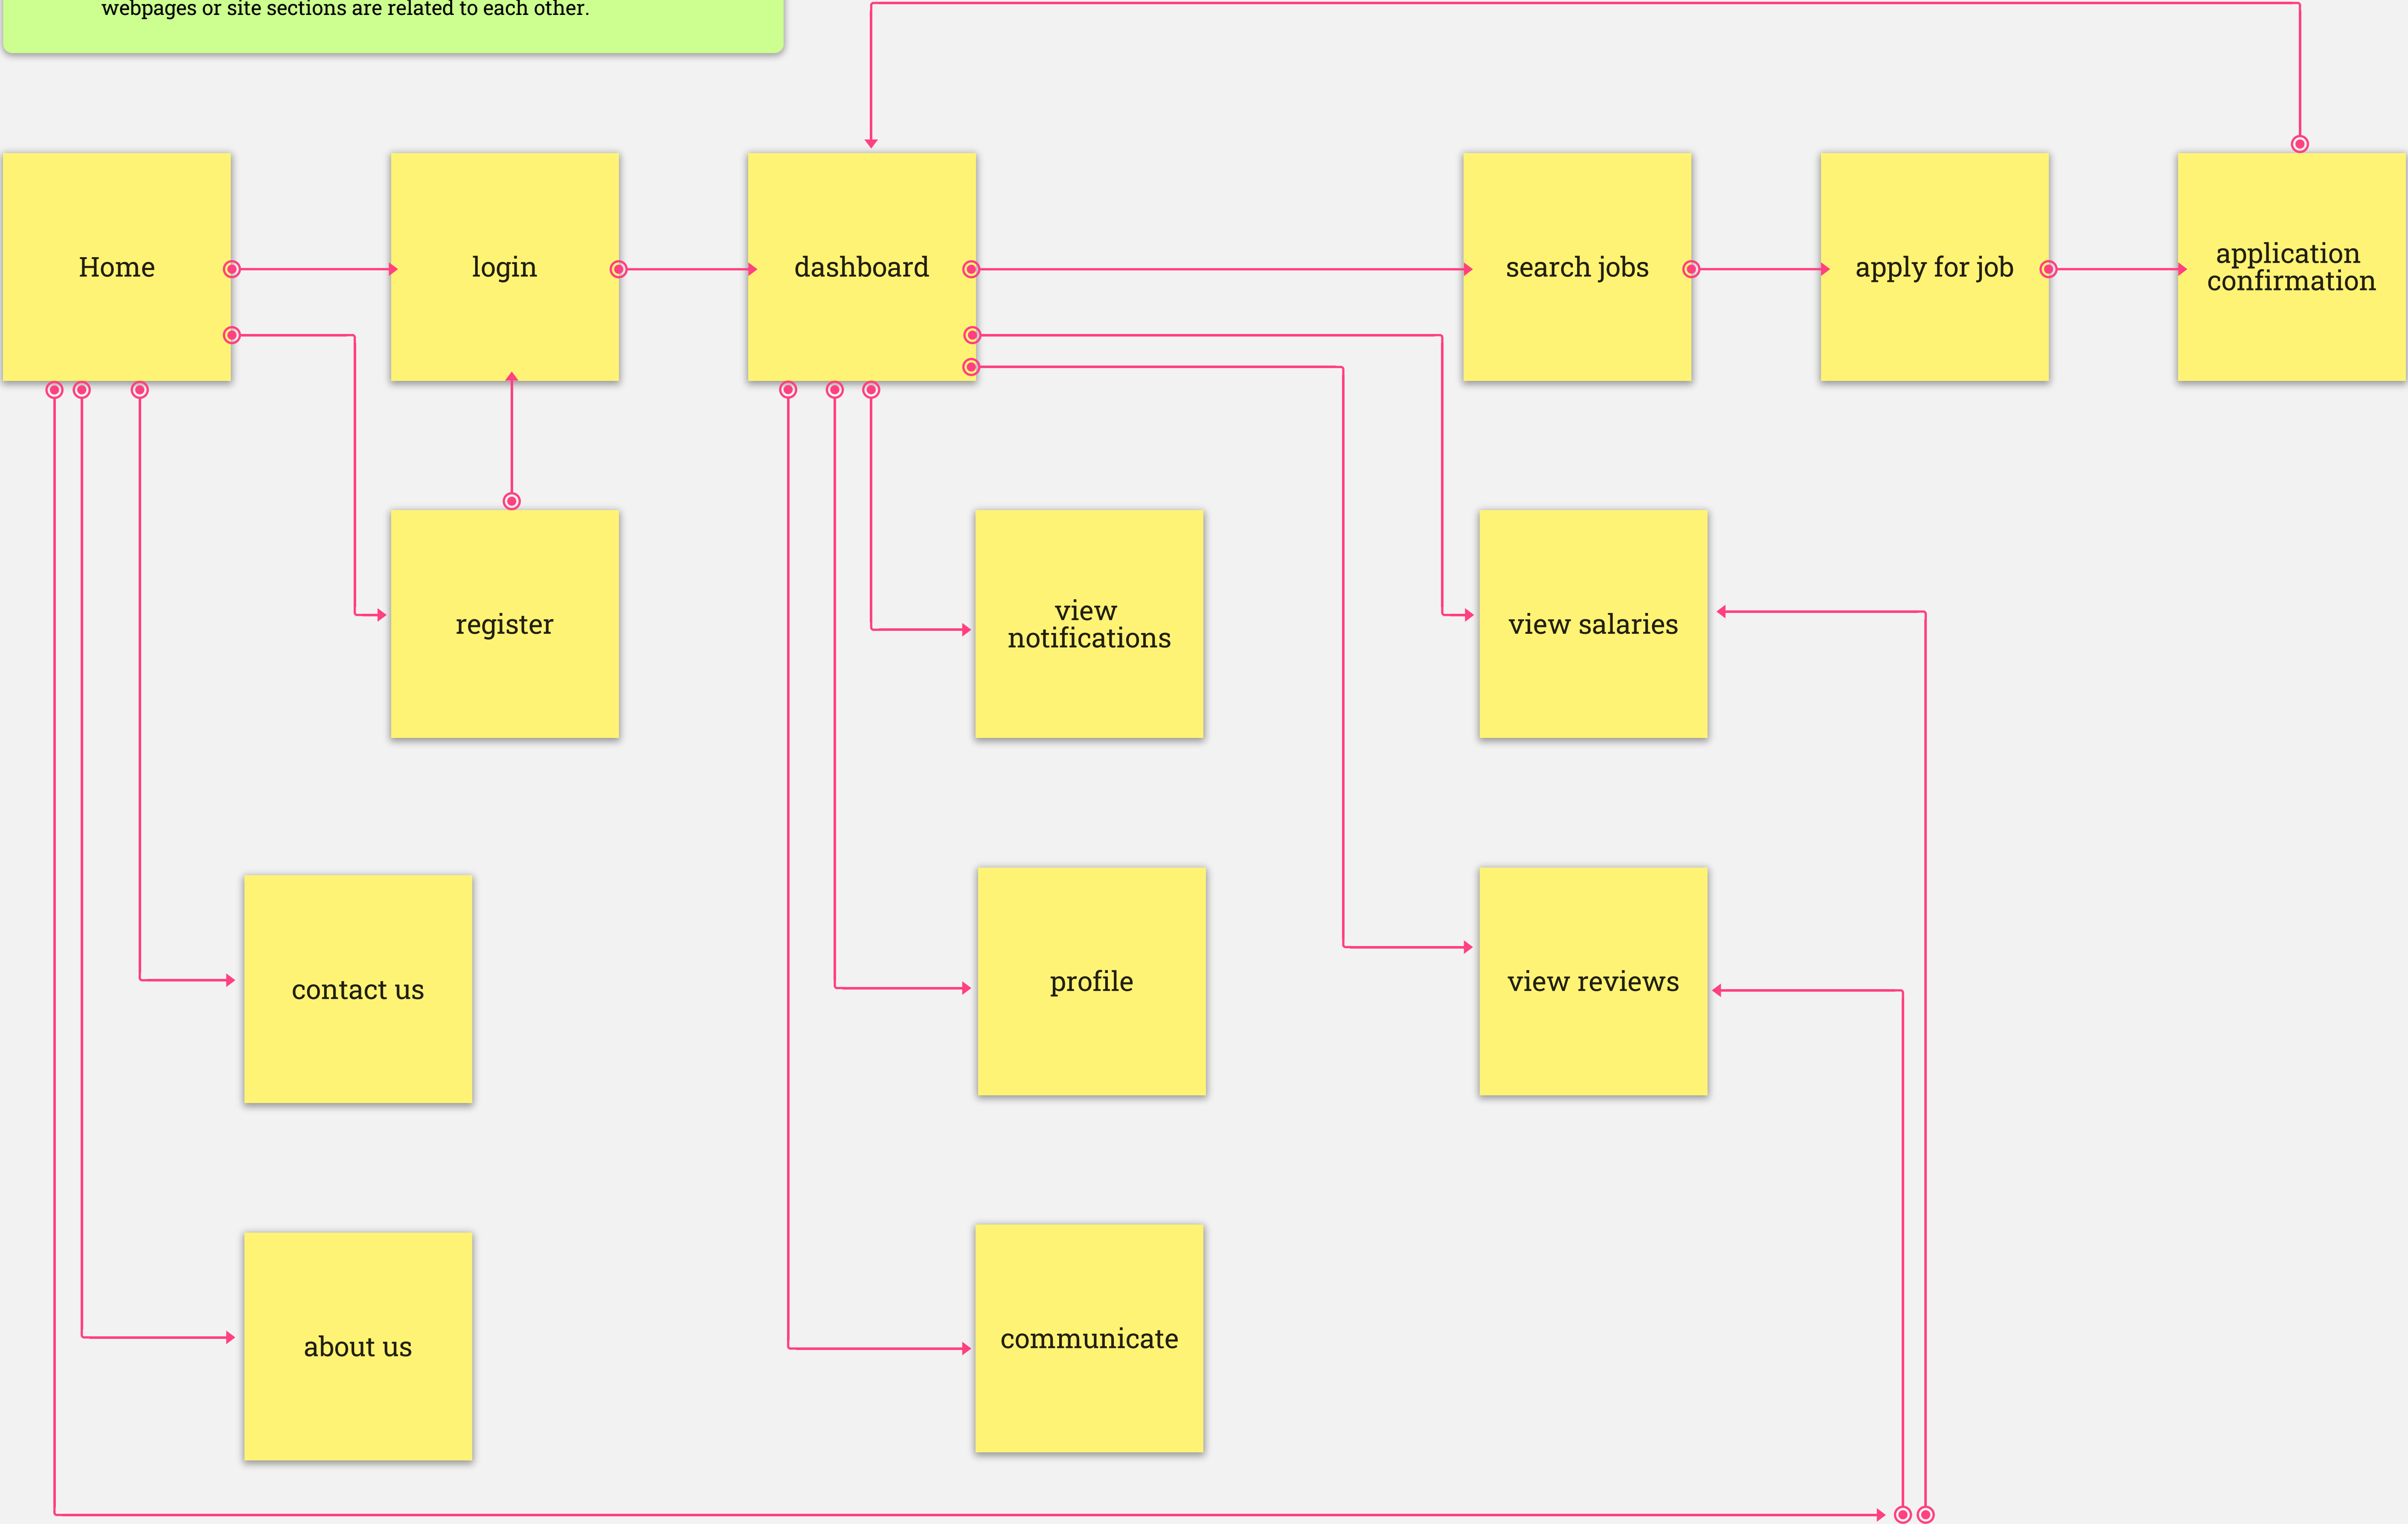 webpages or site sections are related to each other.
Home
login
dashboard
search jobs
apply for job
application
confirmation
register
view
notifications
view salaries
contact us
profile
view reviews
about us
communicate